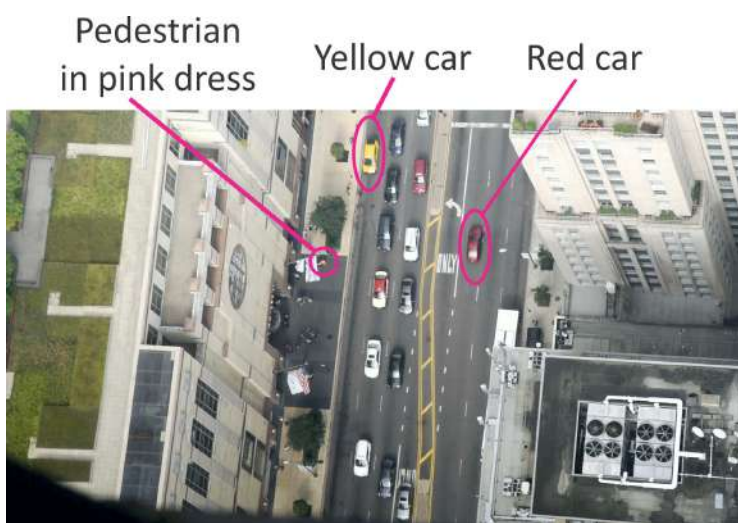 Pedestrian
in pink dress
Yellow car
Red car
ONLY